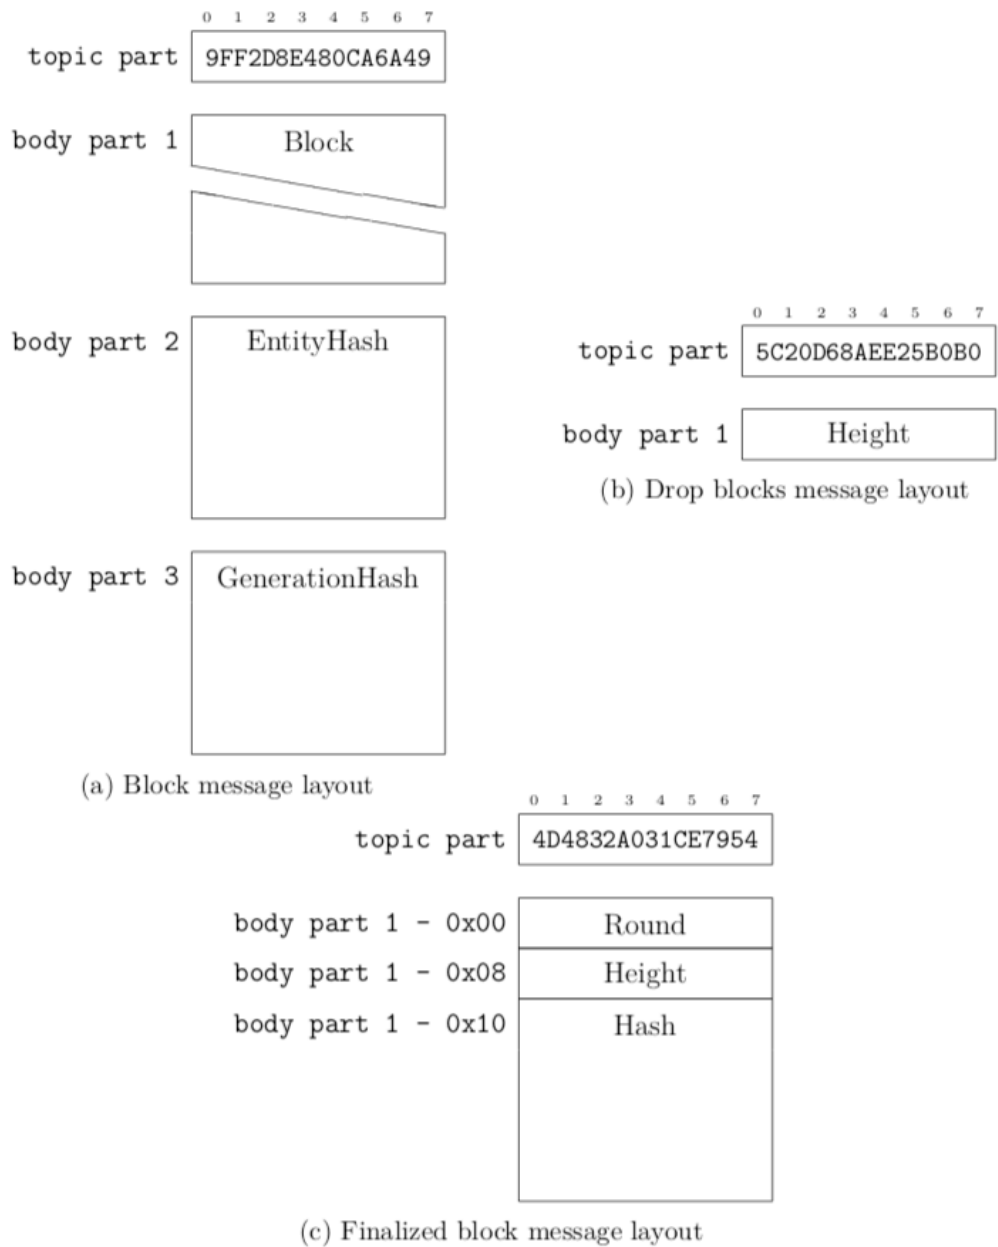 0 1 2 3 4 5 6 7
topic part 9FF2D8E480CA6A49
body part 1 Block
body part 2 EntityHash
body part 3 GenerationHash
(a) Block message layout
0 1 2 3 4 5 6 7
topic part 5C20D68AEE25B0B0
body part 1 Height
(b) Drop blocks message layout
0 1 2 3 4 5 6 7
topic part 4D4832A031CE7954
body part 1 - 0x00 Round
body part 1 - 0x08 Height
body part 1 - 0x10 Hash
(c) Finalized block message layout